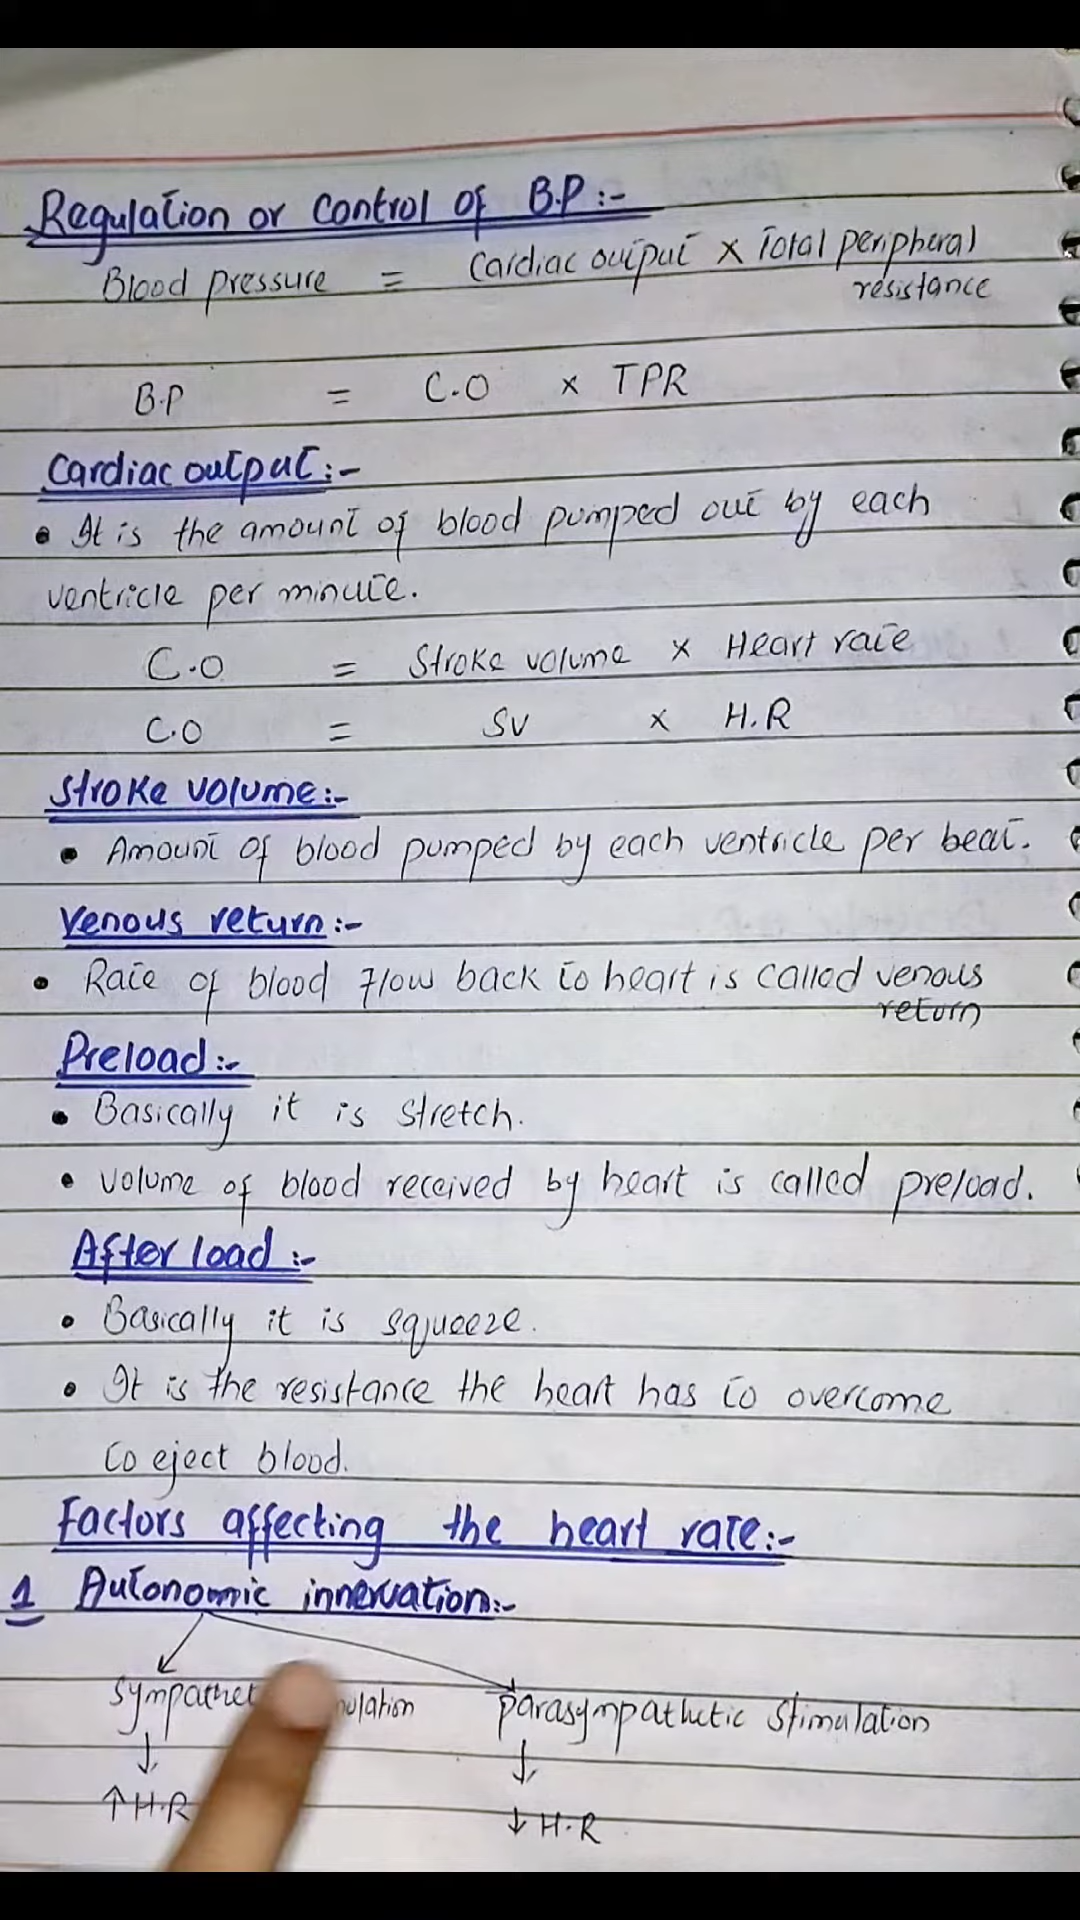 Regulation or control of B.P:-
Blood pressure = Cardiac output × Total peripheral
resistance
B.P = C.O × TPR
Cardiac output:-
• It is the amount of blood pumped out by each
ventricle per minute.
C.O = Stroke volume × Heart rate
C.O = SV × H.R
Stroke volume:-
• Amount of blood pumped by each ventricle per beat.
Venous return:-
• Rate of blood flow back to heart is called venous
return
Preload:-
• Basically it is stretch.
• Volume of blood received by heart is called preload.
After load:-
• Basically it is squeeze.
• It is the resistance the heart has to overcome
to eject blood.
Factors affecting the heart rate:-
1 Autonomic innervation:-
↓ ↓
Parasympathetic Stimulation
↓ ↓
↑ H.R ↓ H.R